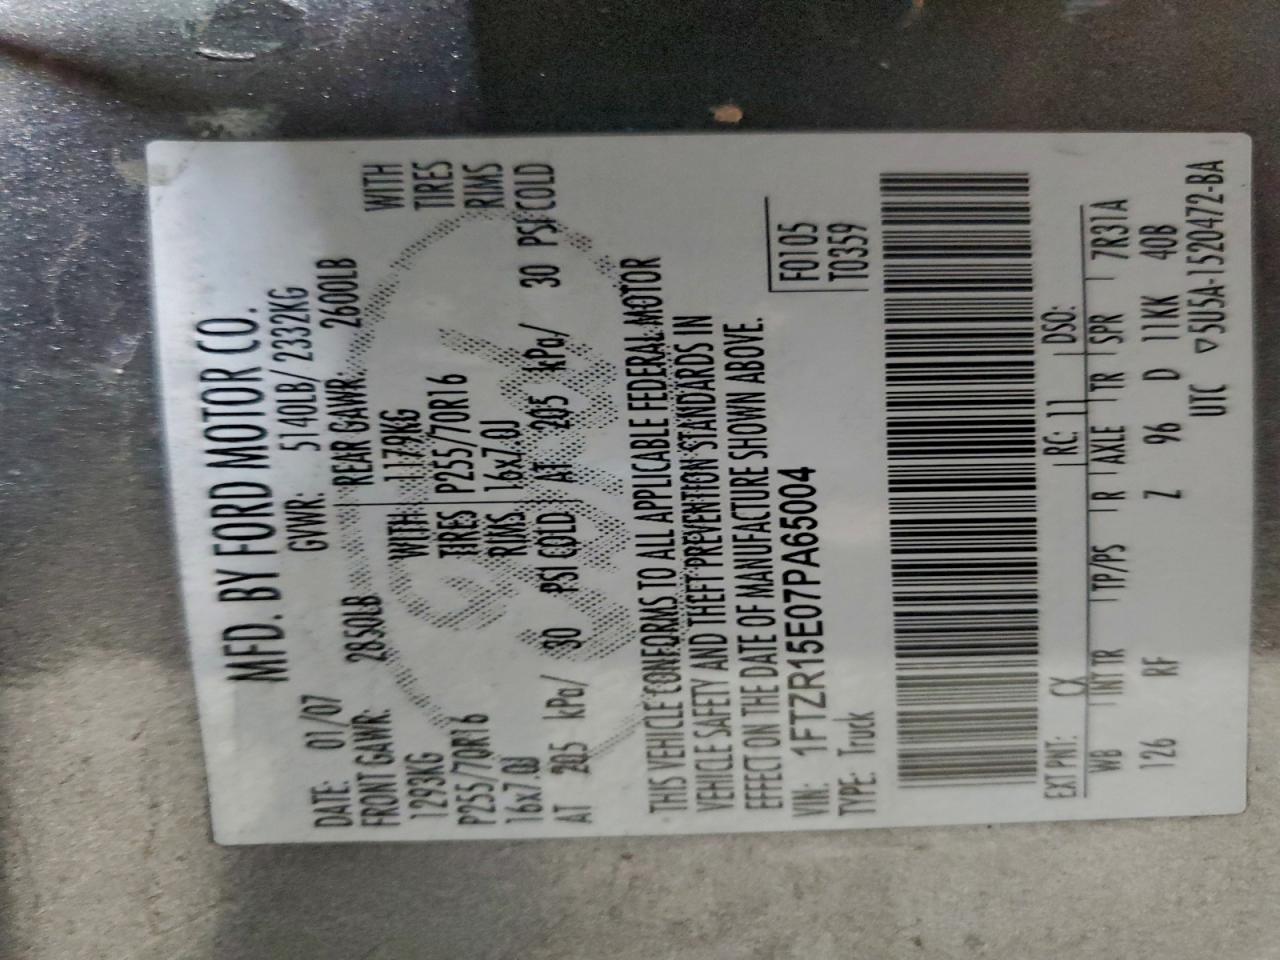 MFD. BY FORD MOTOR CO.
DATE: 01/07 GVWR: 5140LB/ 2332KG
FRONT GAWR: 2850LB REAR GAWR: 2600LB
1293KG WITH 1179KG WITH
P255/70R16 TIRES P255/70R16 TIRES
16x7.0J RIMS 16x7.0J RIMS
AT 205 kPa/ 30 PSI COLD AT 205 kPa/ 30 PSI COLD
THIS VEHICLE CONFORMS TO ALL APPLICABLE FEDERAL MOTOR
VEHICLE SAFETY AND THEFT PREVENTION STANDARDS IN
EFFECT ON THE DATE OF MANUFACTURE SHOWN ABOVE.
VIN: 1FTZR15E07PA65004 F0105
TYPE: Truck T0359
EXT PNT: CX RC: 11 DSO:
WB INT TR TP/PS R AXLE TR SPR 7R31A
126 RF Z 96 D 11KK 40B
UTC ▽5U5A-1520472-BA